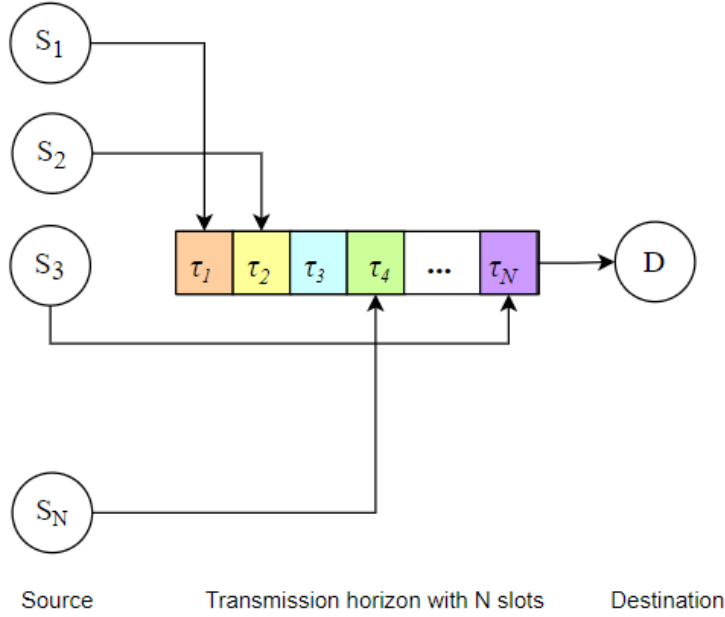 S1
S2
S3
τ1 τ2 τ3 τ4 ... τN
D
SN
Source Transmission horizon with N slots Destination